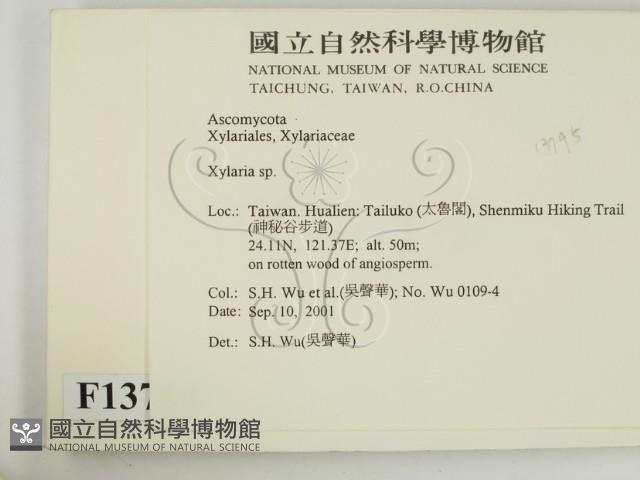 國立自然科學博物館
NATIONAL MUSEUM OF NATURAL SCIENCE
TAICHUNG, TAIWAN, R.O.CHINA
Ascomycota
Xylariales, Xylariaceae
13795
Xylaria sp.
Loc.: Taiwan. Hualien: Tailuko (太魯閣), Shenmiku Hiking Trail
(神秘谷步道)
24.11N, 121.37E; alt. 50m;
on rotten wood of angiosperm.
Col.: S.H. Wu et al.(吳聲華); No. Wu 0109-4
Date: Sep. 10, 2001
Det.: S.H. Wu(吳聲華)
F137
國立自然科學博物館
NATIONAL MUSEUM OF NATURAL SCIENCE